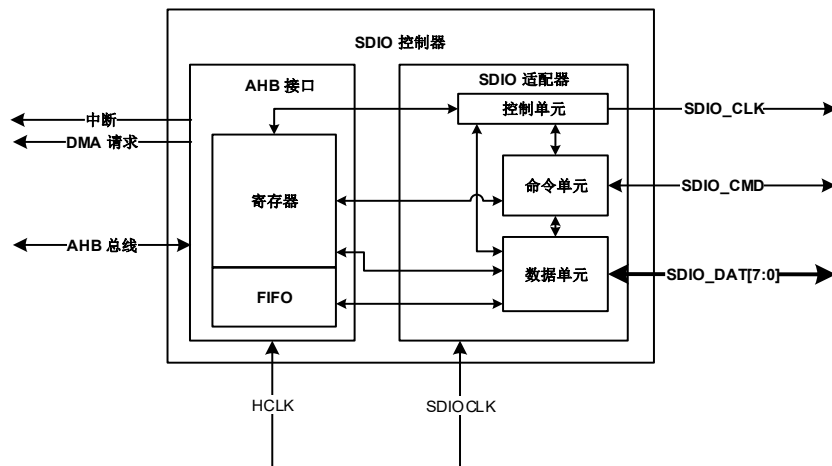 SDIO 控制器
AHB 接口
SDIO 适配器
控制单元
SDIO_CLK
中断
DMA 请求
命令单元
SDIO_CMD
寄存器
AHB 总线
数据单元
SDIO_DAT[7:0]
FIFO
HCLK
SDIOCLK